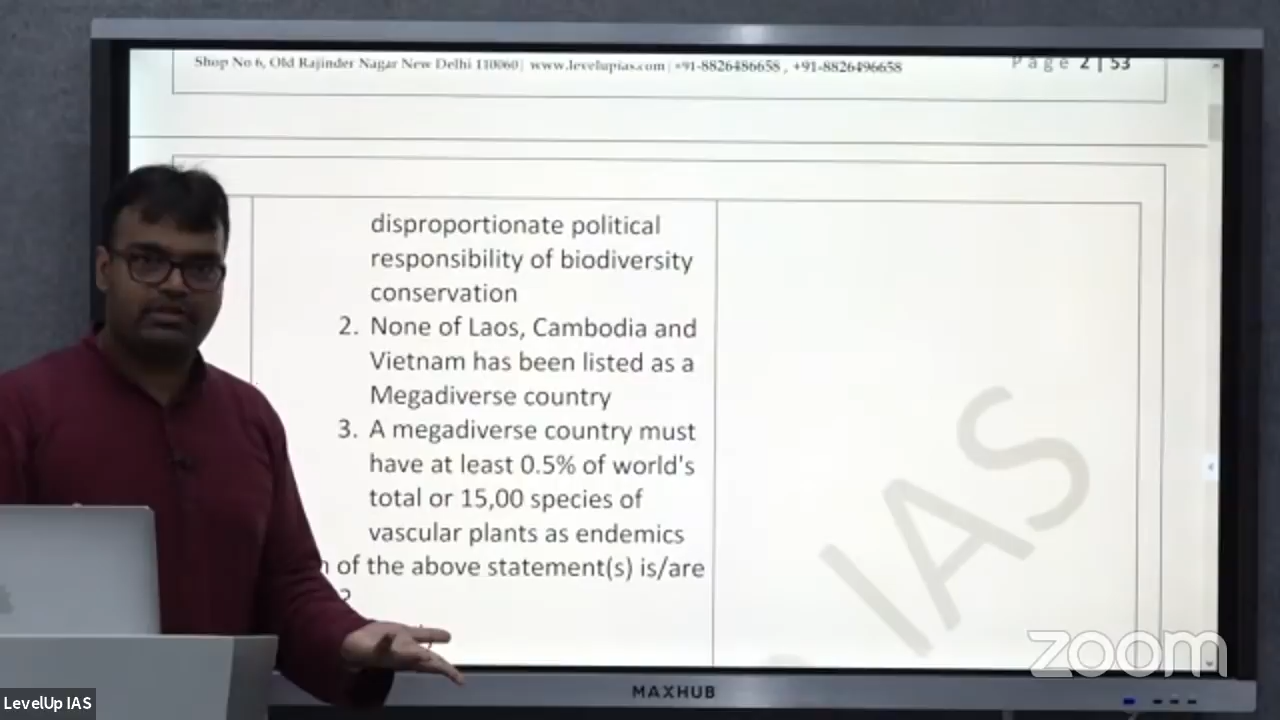 Shop No 6, Old Rajinder Nagar New Delhi 110060| www.levelupias.com | +91-8826486658 , +91-8826496658
Page 2 | 53
disproportionate political
responsibility of biodiversity
conservation
2. None of Laos, Cambodia and
Vietnam has been listed as a
Megadiverse country
3. A megadiverse country must
have at least 0.5% of world's
total or 15,00 species of
vascular plants as endemics
of the above statement(s) is/are
?
IAS
zoom
MAXHUB
LevelUp IAS